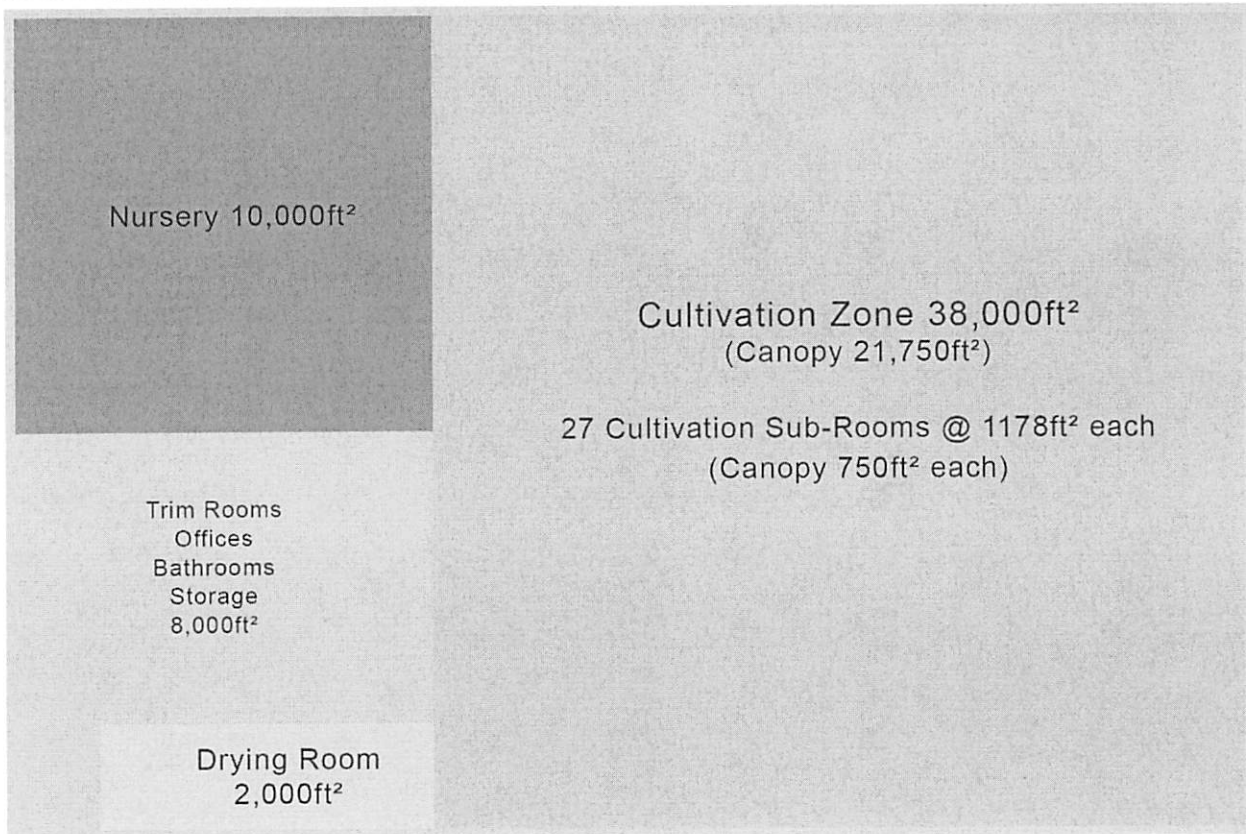 Nursery 10,000ft²
Cultivation Zone 38,000ft²
(Canopy 21,750ft²)
27 Cultivation Sub-Rooms @ 1178ft² each
(Canopy 750ft² each)
Trim Rooms
Offices
Bathrooms
Storage
8,000ft²
Drying Room
2,000ft²